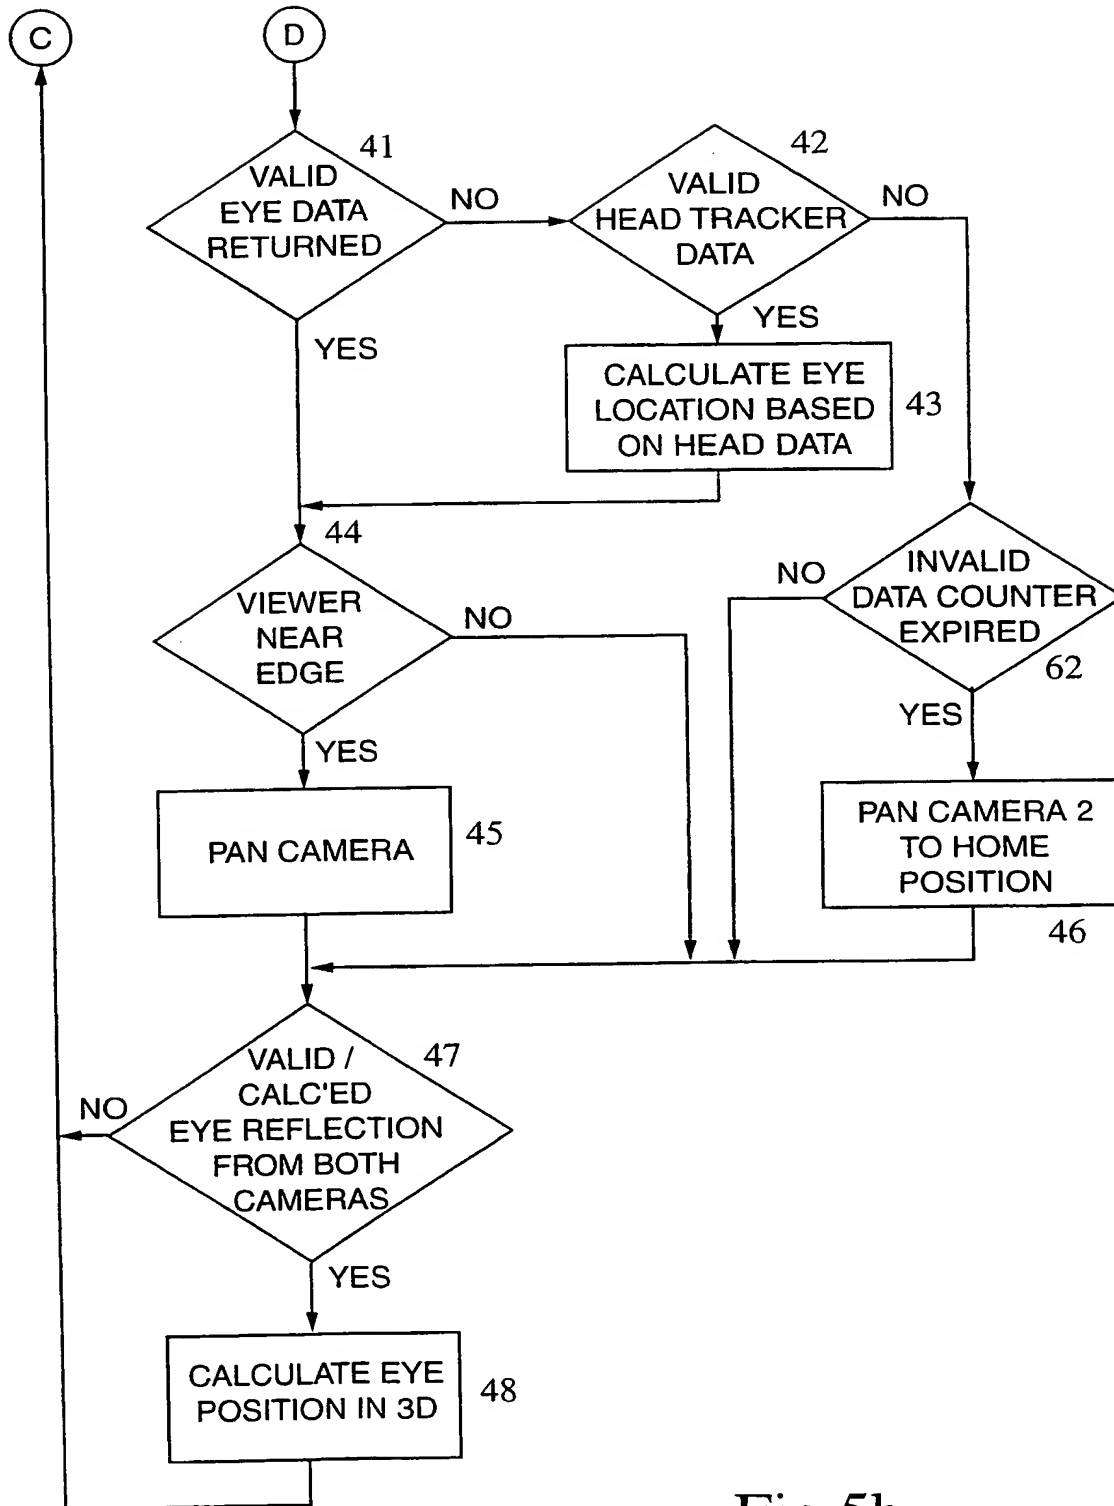 C
D
41
VALID
EYE DATA
RETURNED
NO
YES
42
VALID
HEAD TRACKER
DATA
NO
YES
CALCULATE EYE
LOCATION BASED
ON HEAD DATA
43
44
VIEWER
NEAR
EDGE
NO
YES
INVALID
DATA COUNTER
EXPIRED
NO
62
YES
PAN CAMERA
45
PAN CAMERA 2
TO HOME
POSITION
46
VALID /
CALC'ED
EYE REFLECTION
FROM BOTH
CAMERAS
47
NO
YES
CALCULATE EYE
POSITION IN 3D
48
Fig. 5b